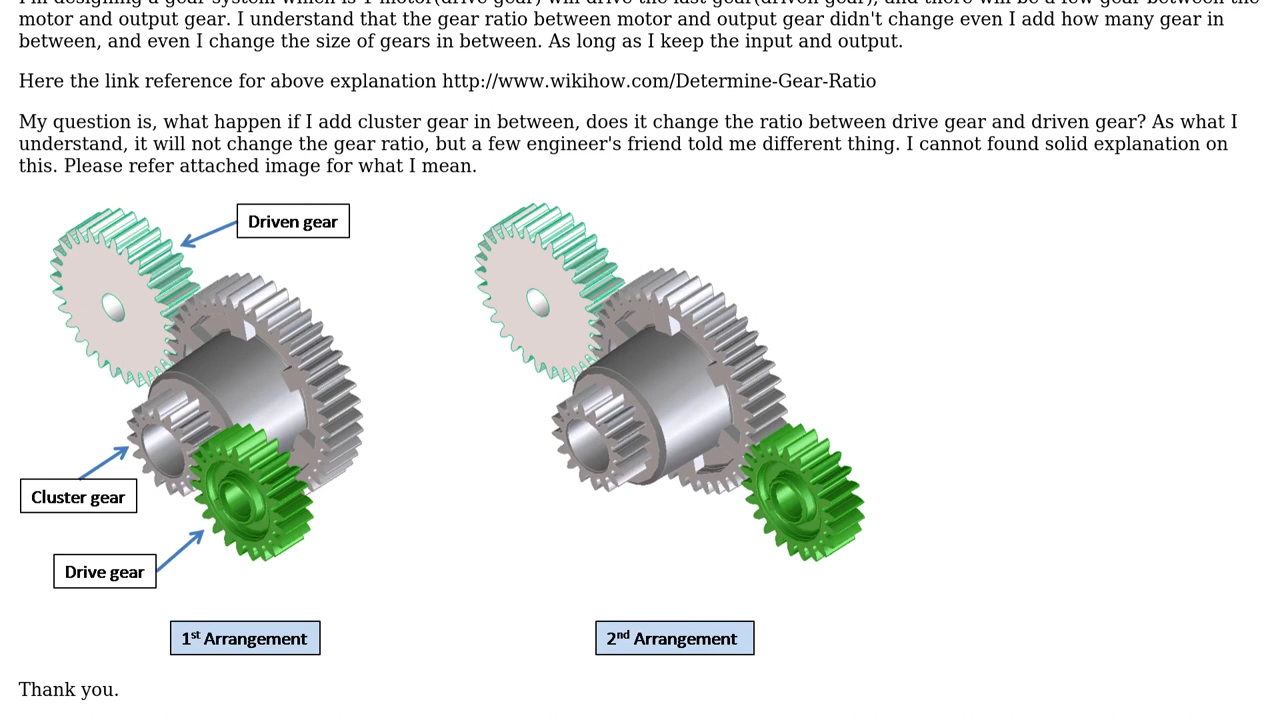 motor and output gear. I understand that the gear ratio between motor and output gear didn't change even I add how many gear in
between, and even I change the size of gears in between. As long as I keep the input and output.
Here the link reference for above explanation http://www.wikihow.com/Determine-Gear-Ratio
My question is, what happen if I add cluster gear in between, does it change the ratio between drive gear and driven gear? As what I
understand, it will not change the gear ratio, but a few engineer's friend told me different thing. I cannot found solid explanation on
this. Please refer attached image for what I mean.
Driven gear
Cluster gear
Drive gear
1st Arrangement
2nd Arrangement
Thank you.